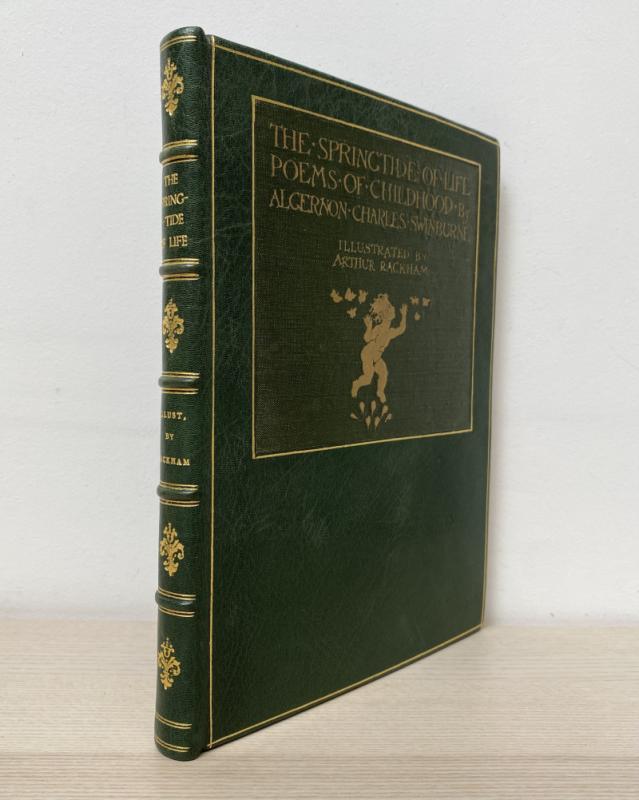 THE·SPRINGTIDE·OF·LIFE
POEMS·OF·CHILDHOOD·BY
ALGERNON·CHARLES·SWINBURNE
ILLUSTRATED BY
ARTHUR RACKHAM
THE
SPRING-
-TIDE
OF LIFE
ILLUST.
BY
RACKHAM